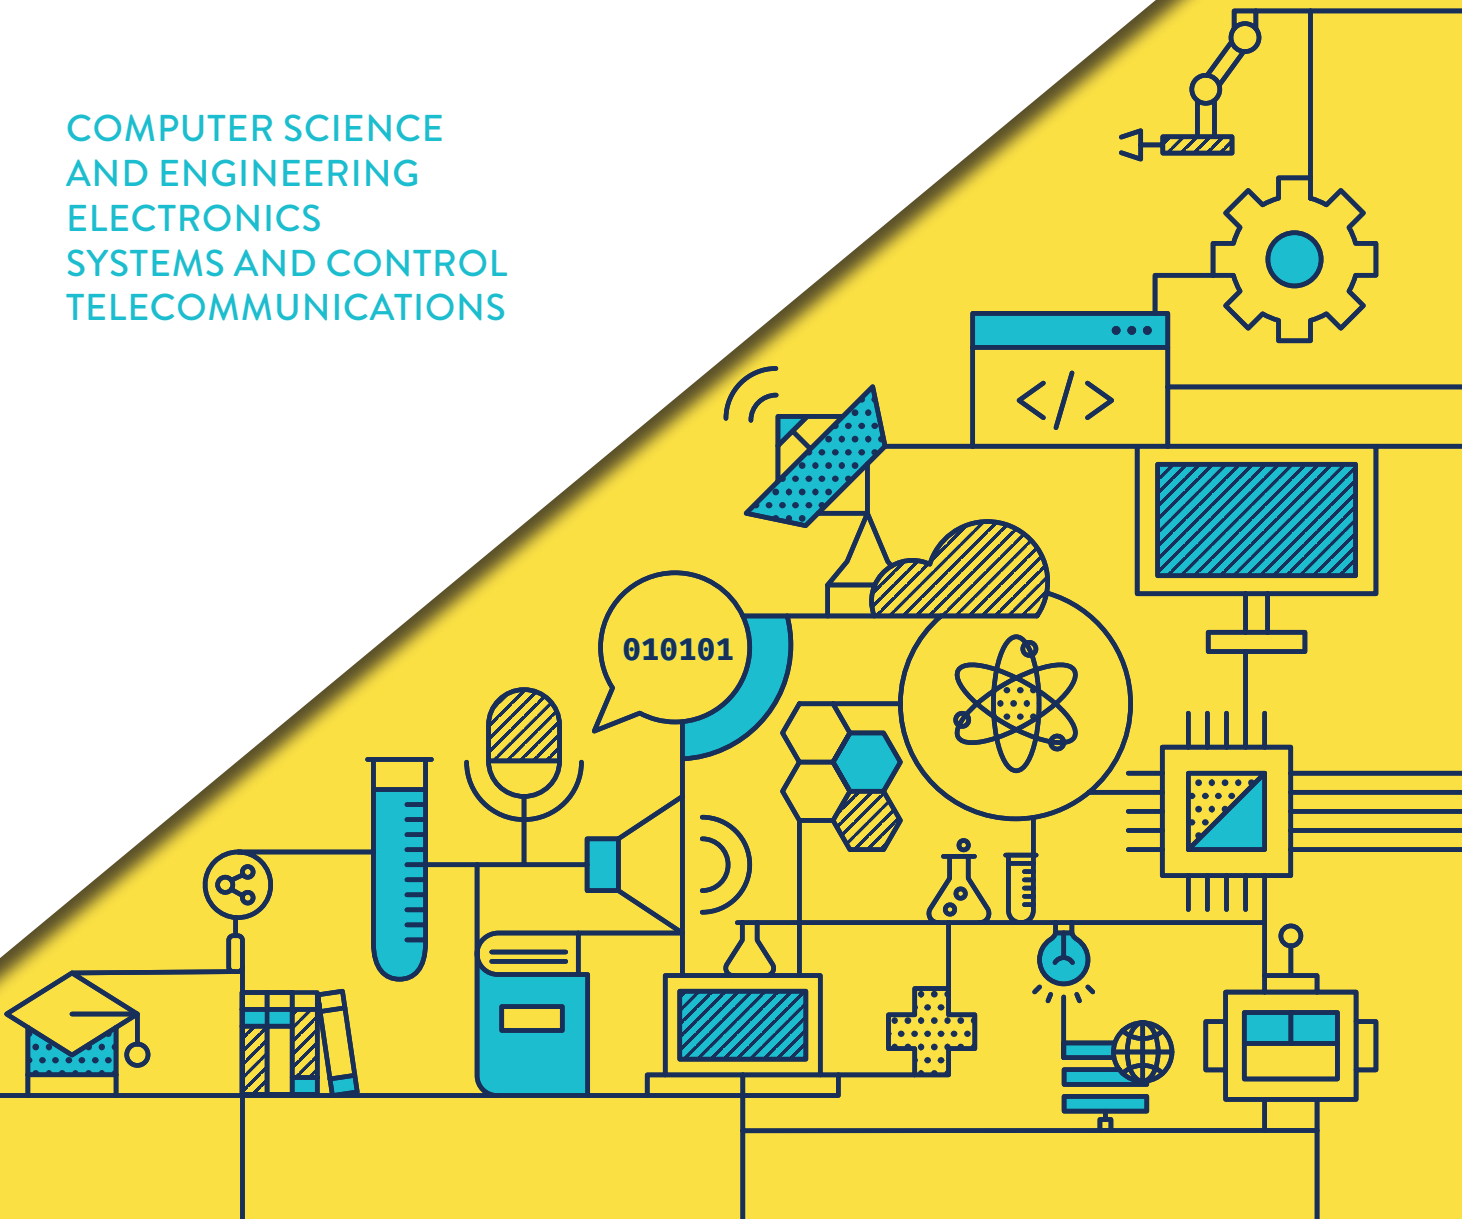 COMPUTER SCIENCE
AND ENGINEERING
ELECTRONICS
SYSTEMS AND CONTROL
TELECOMMUNICATIONS
</>
010101